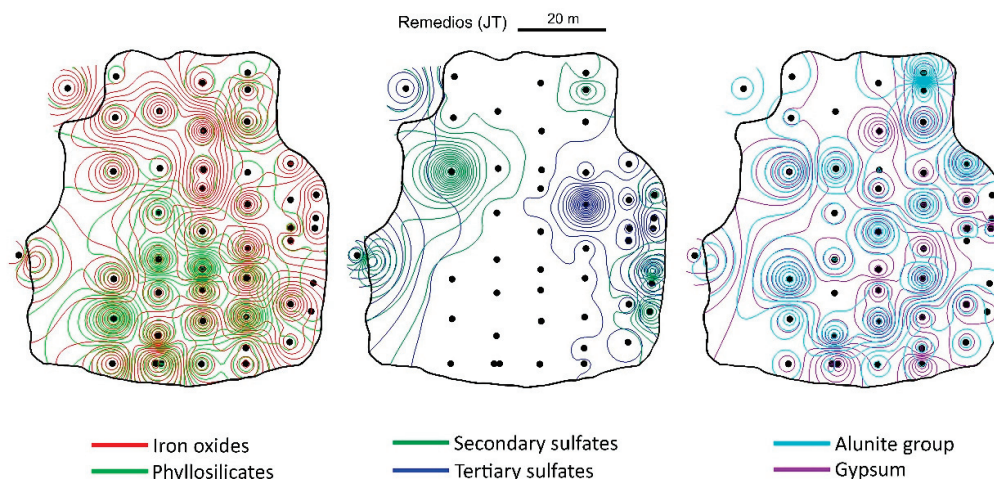 Remedios (JT) 20 m
Iron oxides
Phyllosilicates
Secondary sulfates
Tertiary sulfates
Alunite group
Gypsum